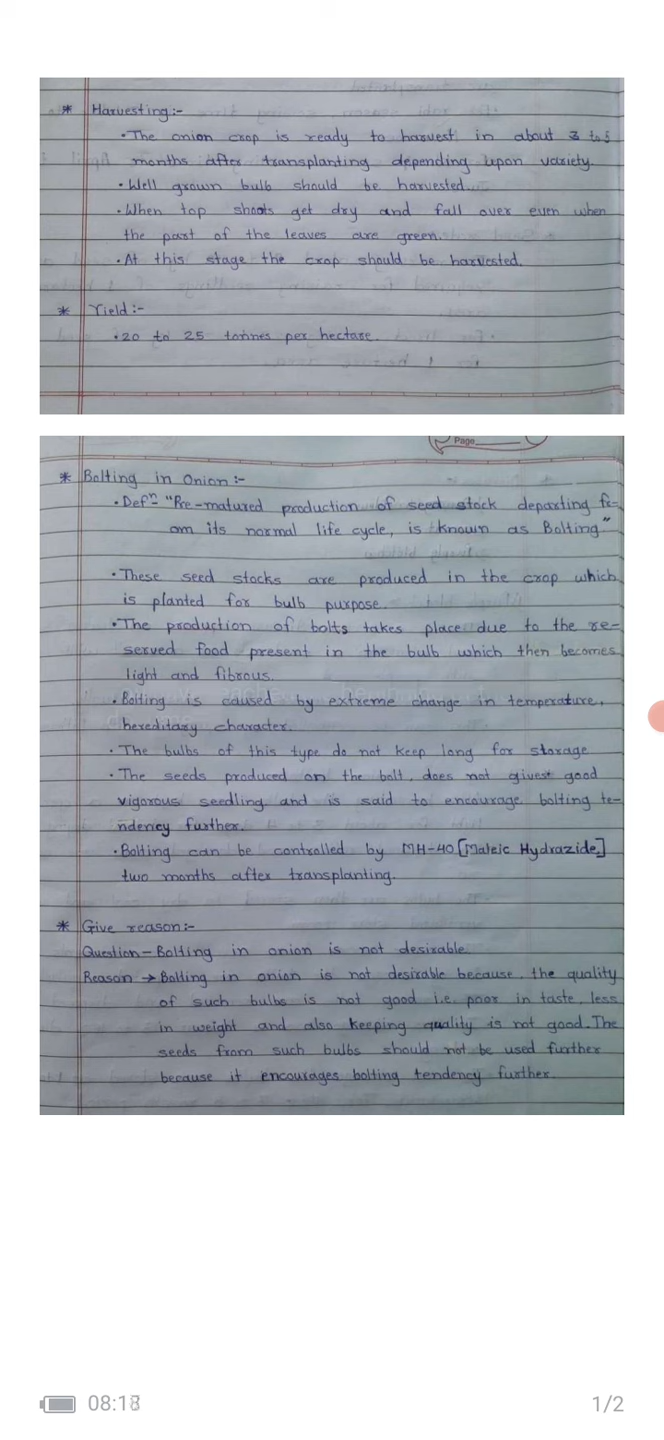 * Harvesting:-
•The onion crop is ready to harvest in about 3 to 5
months after transplanting depending upon variety.
•Well grown bulb should be harvested.
•When top shoots get dry and fall over even when
the part of the leaves are green.
•At this stage the crop should be harvested.
* Yield:-
•20 to 25 tonnes per hectare.
Page
* Bolting in Onion:-
•Defn- "Pre-matured production of seed stock departing fr-
om its normal life cycle, is known as Bolting."
•These seed stocks are produced in the crop which
is planted for bulb purpose.
•The production of bolts takes place due to the re-
served food present in the bulb which then becomes
light and fibrous.
•Bolting is caused by extreme change in temperature,
hereditary character.
•The bulbs of this type do not keep long for storage
•The seeds produced on the bolt, does not gives good
vigorous seedling and is said to encourage bolting te-
ndency further.
•Bolting can be controlled by MH-40 [Maleic Hydrazide]
two months after transplanting.
* Give reason:-
Question - Bolting in onion is not desirable.
Reason → Bolting in onion is not desirable because, the quality
of such bulbs is not good i.e. poor in taste, less
in weight and also keeping quality is not good. The
seeds from such bulbs should not be used further
because it encourages bolting tendency further.
1/2